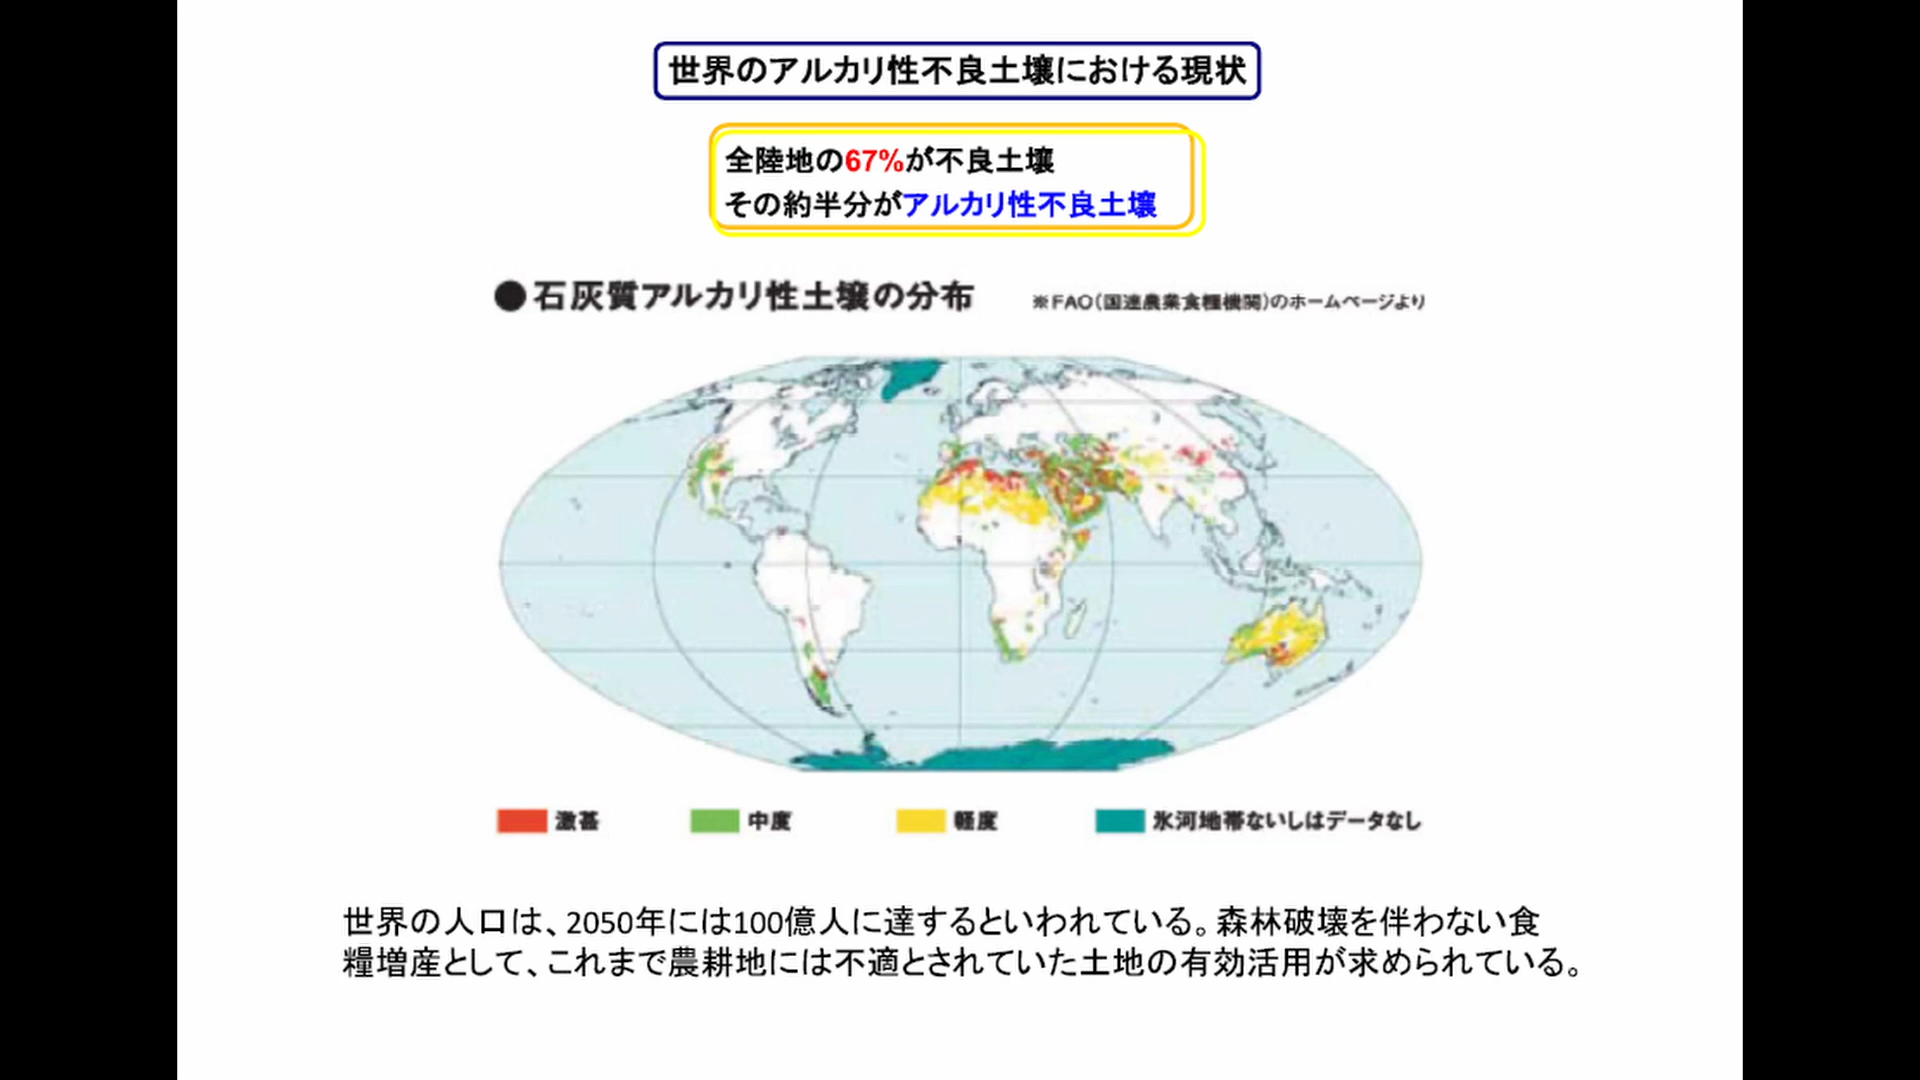 世界のアルカリ性不良土壌における現状
全陸地の67%が不良土壌
その約半分がアルカリ性不良土壌
●石灰質アルカリ性土壌の分布
※FAO(国連農業食糧機関)のホームページより
激甚
中度
軽度
氷河地帯ないしはデータなし
世界の人口は、2050年には100億人に達するといわれている。森林破壊を伴わない食
糧増産として、これまで農耕地には不適とされていた土地の有効活用が求められている。